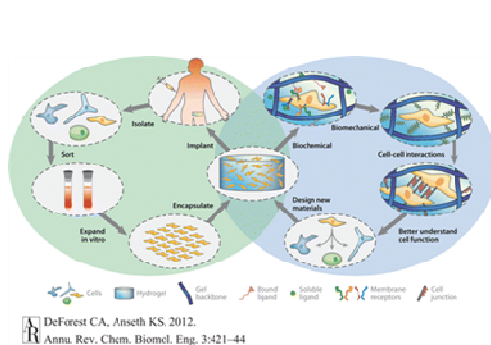 Isolate
Sort
Expand
in vitro
Encapsulate
Implant
Biochemical
Biomechanical
Cell-cell interactions
Better understand
cell function
Design new
materials
Cells
Hydrogel
Gel
backbone
Bound
ligand
Soluble
ligand
Membrane
receptors
Cell
junction
AR
DeForest CA, Anseth KS. 2012.
Annu. Rev. Chem. Biomol. Eng. 3:421–44